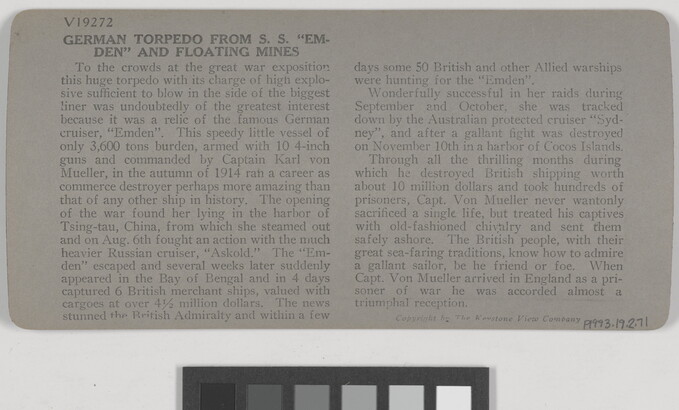 V19272
GERMAN TORPEDO FROM S. S. "EM-
DEN" AND FLOATING MINES
To the crowds at the great war exposition
this huge torpedo with its charge of high explo-
sive sufficient to blow in the side of the biggest
liner was undoubtedly of the greatest interest
because it was a relic of the famous German
cruiser, "Emden". This speedy little vessel of
only 3,600 tons burden, armed with 10 4-inch
guns and commanded by Captain Karl von
Mueller, in the autumn of 1914 ran a career as
commerce destroyer perhaps more amazing than
that of any other ship in history. The opening
of the war found her lying in the harbor of
Tsing-tau, China, from which she steamed out
and on Aug. 6th fought an action with the much
heavier Russian cruiser, "Askold." The "Em-
den" escaped and several weeks later suddenly
appeared in the Bay of Bengal and in 4 days
captured 6 British merchant ships, valued with
cargoes at over 4½ million dollars. The news
stunned the British Admiralty and within a few
days some 50 British and other Allied warships
were hunting for the "Emden".
Wonderfully successful in her raids during
September and October, she was tracked
down by the Australian protected cruiser "Syd-
ney", and after a gallant fight was destroyed
on November 10th in a harbor of Cocos Islands.
Through all the thrilling months during
which he destroyed British shipping worth
about 10 million dollars and took hundreds of
prisoners, Capt. Von Mueller never wantonly
sacrificed a single life, but treated his captives
with old-fashioned chivalry and sent them
safely ashore. The British people, with their
great sea-faring traditions, know how to admire
a gallant sailor, be he friend or foe. When
Capt. Von Mueller arrived in England as a pri-
soner of war he was accorded almost a
triumphal reception.
Copyright by The Keystone View Company
P993.19.2.71